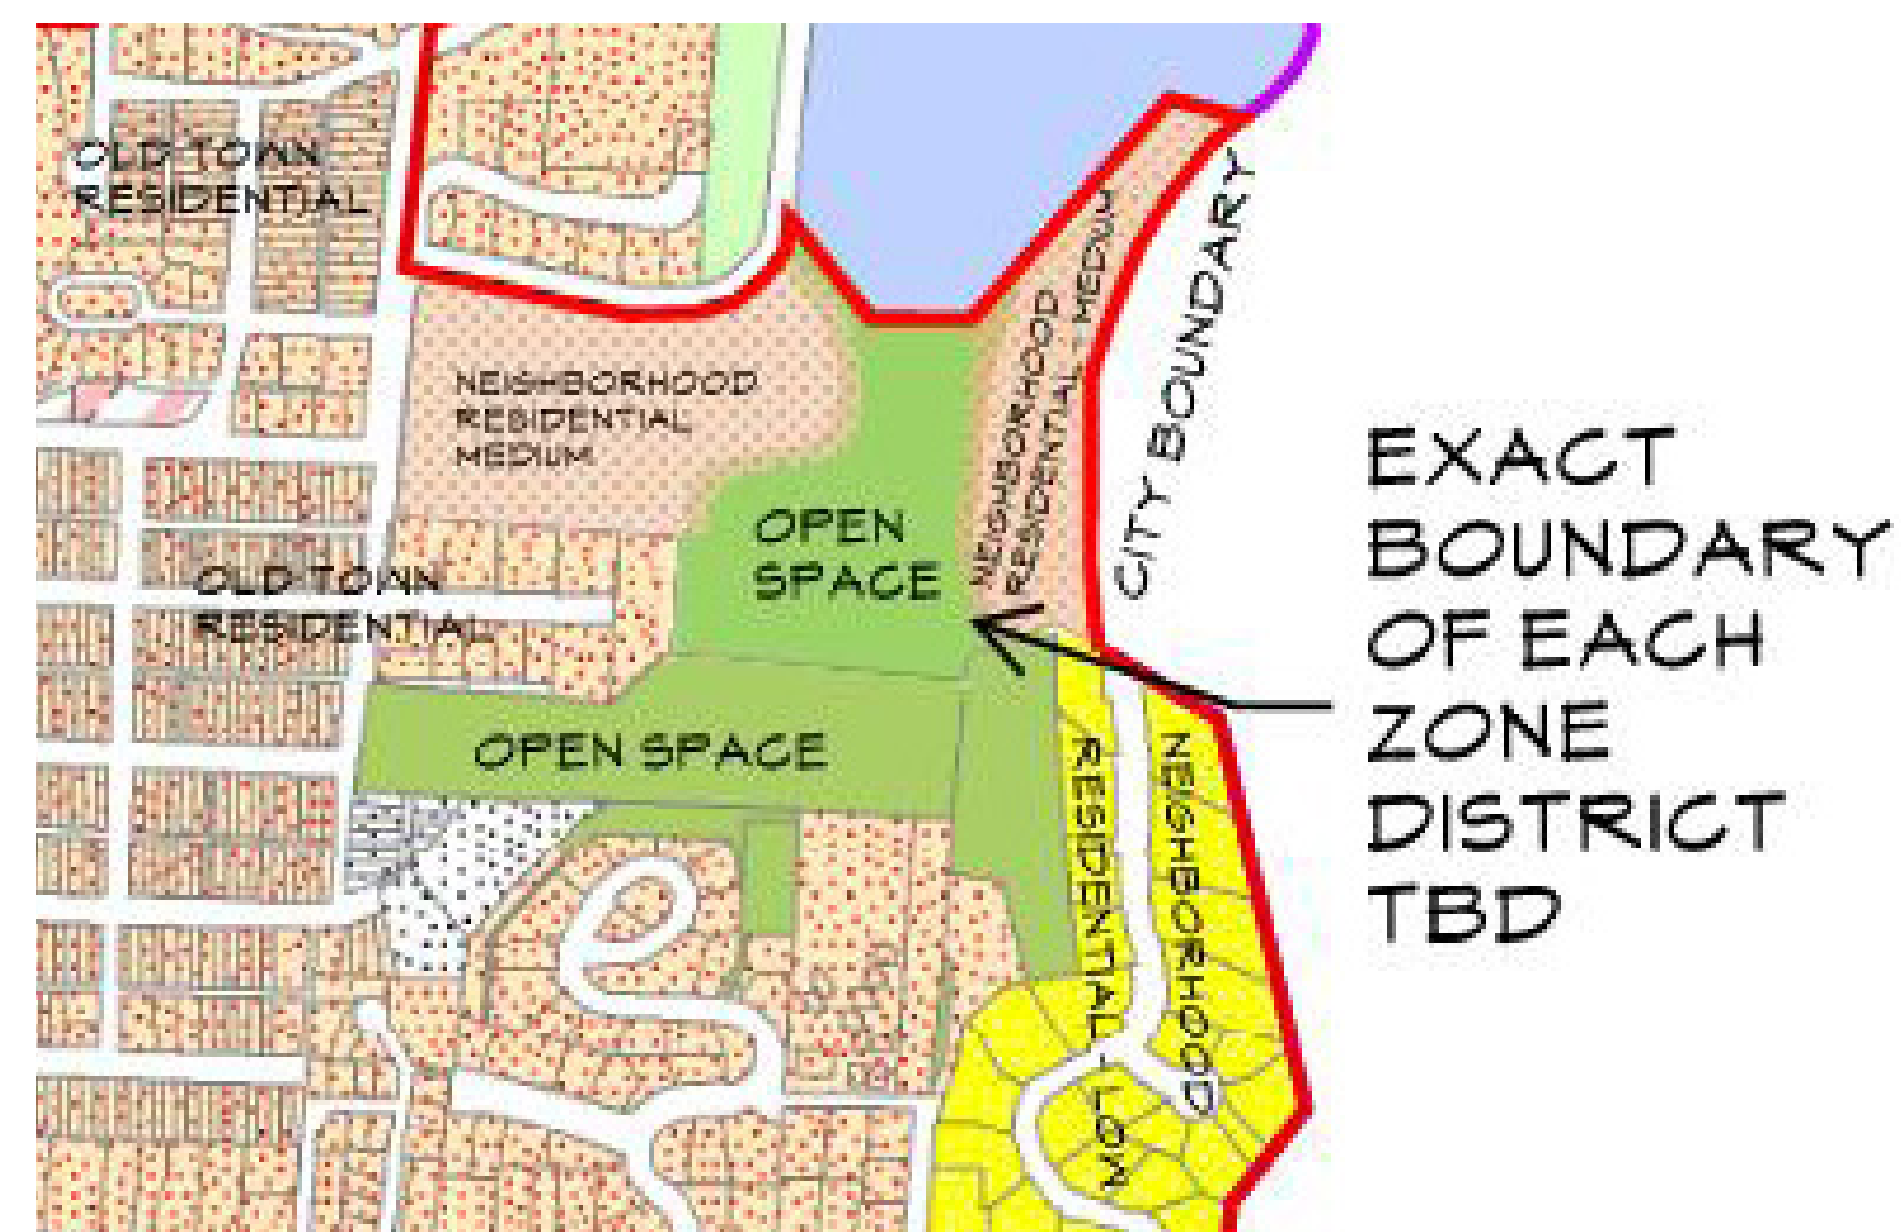 OLD TOWN
RESIDENTIAL
NEIGHBORHOOD
RESIDENTIAL
MEDIUM
NEIGHBORHOOD
RESIDENTIAL - MEDIUM
CITY BOUNDARY
OPEN
SPACE
OLD TOWN
RESIDENTIAL
OPEN SPACE
NEIGHBORHOOD
RESIDENTIAL - LOW
EXACT
BOUNDARY
OF EACH
ZONE
DISTRICT
TBD